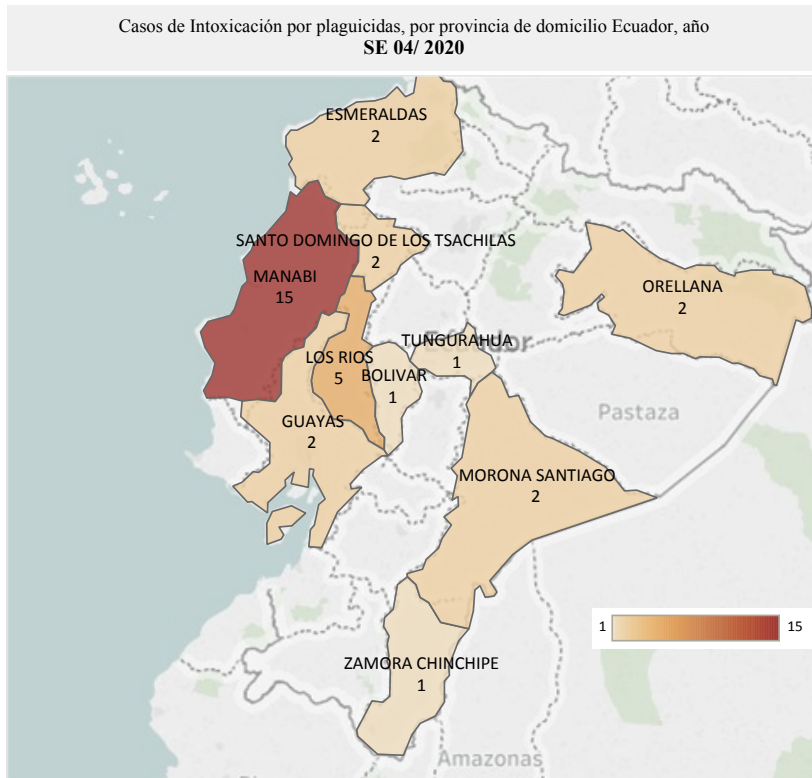 Casos de Intoxicación por plaguicidas, por provincia de domicilio Ecuador, año
SE 04/ 2020
ESMERALDAS
2
SANTO DOMINGO DE LOS TSACHILAS
2
MANABI
15
ORELLANA
2
TUNGURAHUA
1
Ecuador
LOS RIOS
5
BOLIVAR
1
Pastaza
GUAYAS
2
MORONA SANTIAGO
2
1
15
ZAMORA CHINCHIPE
1
Amazonas